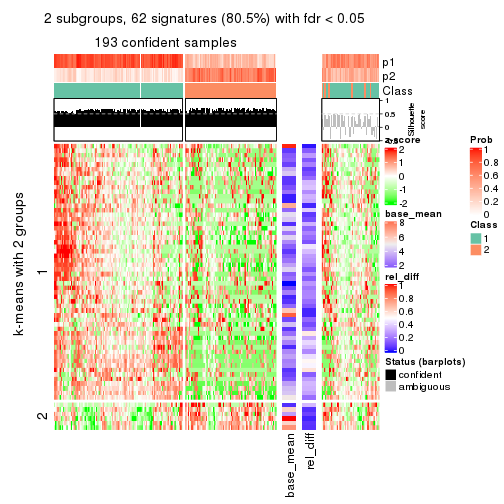 2 subgroups, 62 signatures (80.5%) with fdr < 0.05
193 confident samples
p1
p2
Class
1
0.5
0
Silhouette
score
k-means with 2 groups
1
2
base_mean
rel_diff
z-score
2
1
0
-1
-2
base_mean
8
6
4
2
rel_diff
1
0.8
0.6
0.4
0.2
0
Status (barplots)
confident
ambiguous
Prob
1
0.8
0.6
0.4
0.2
0
Class
1
2